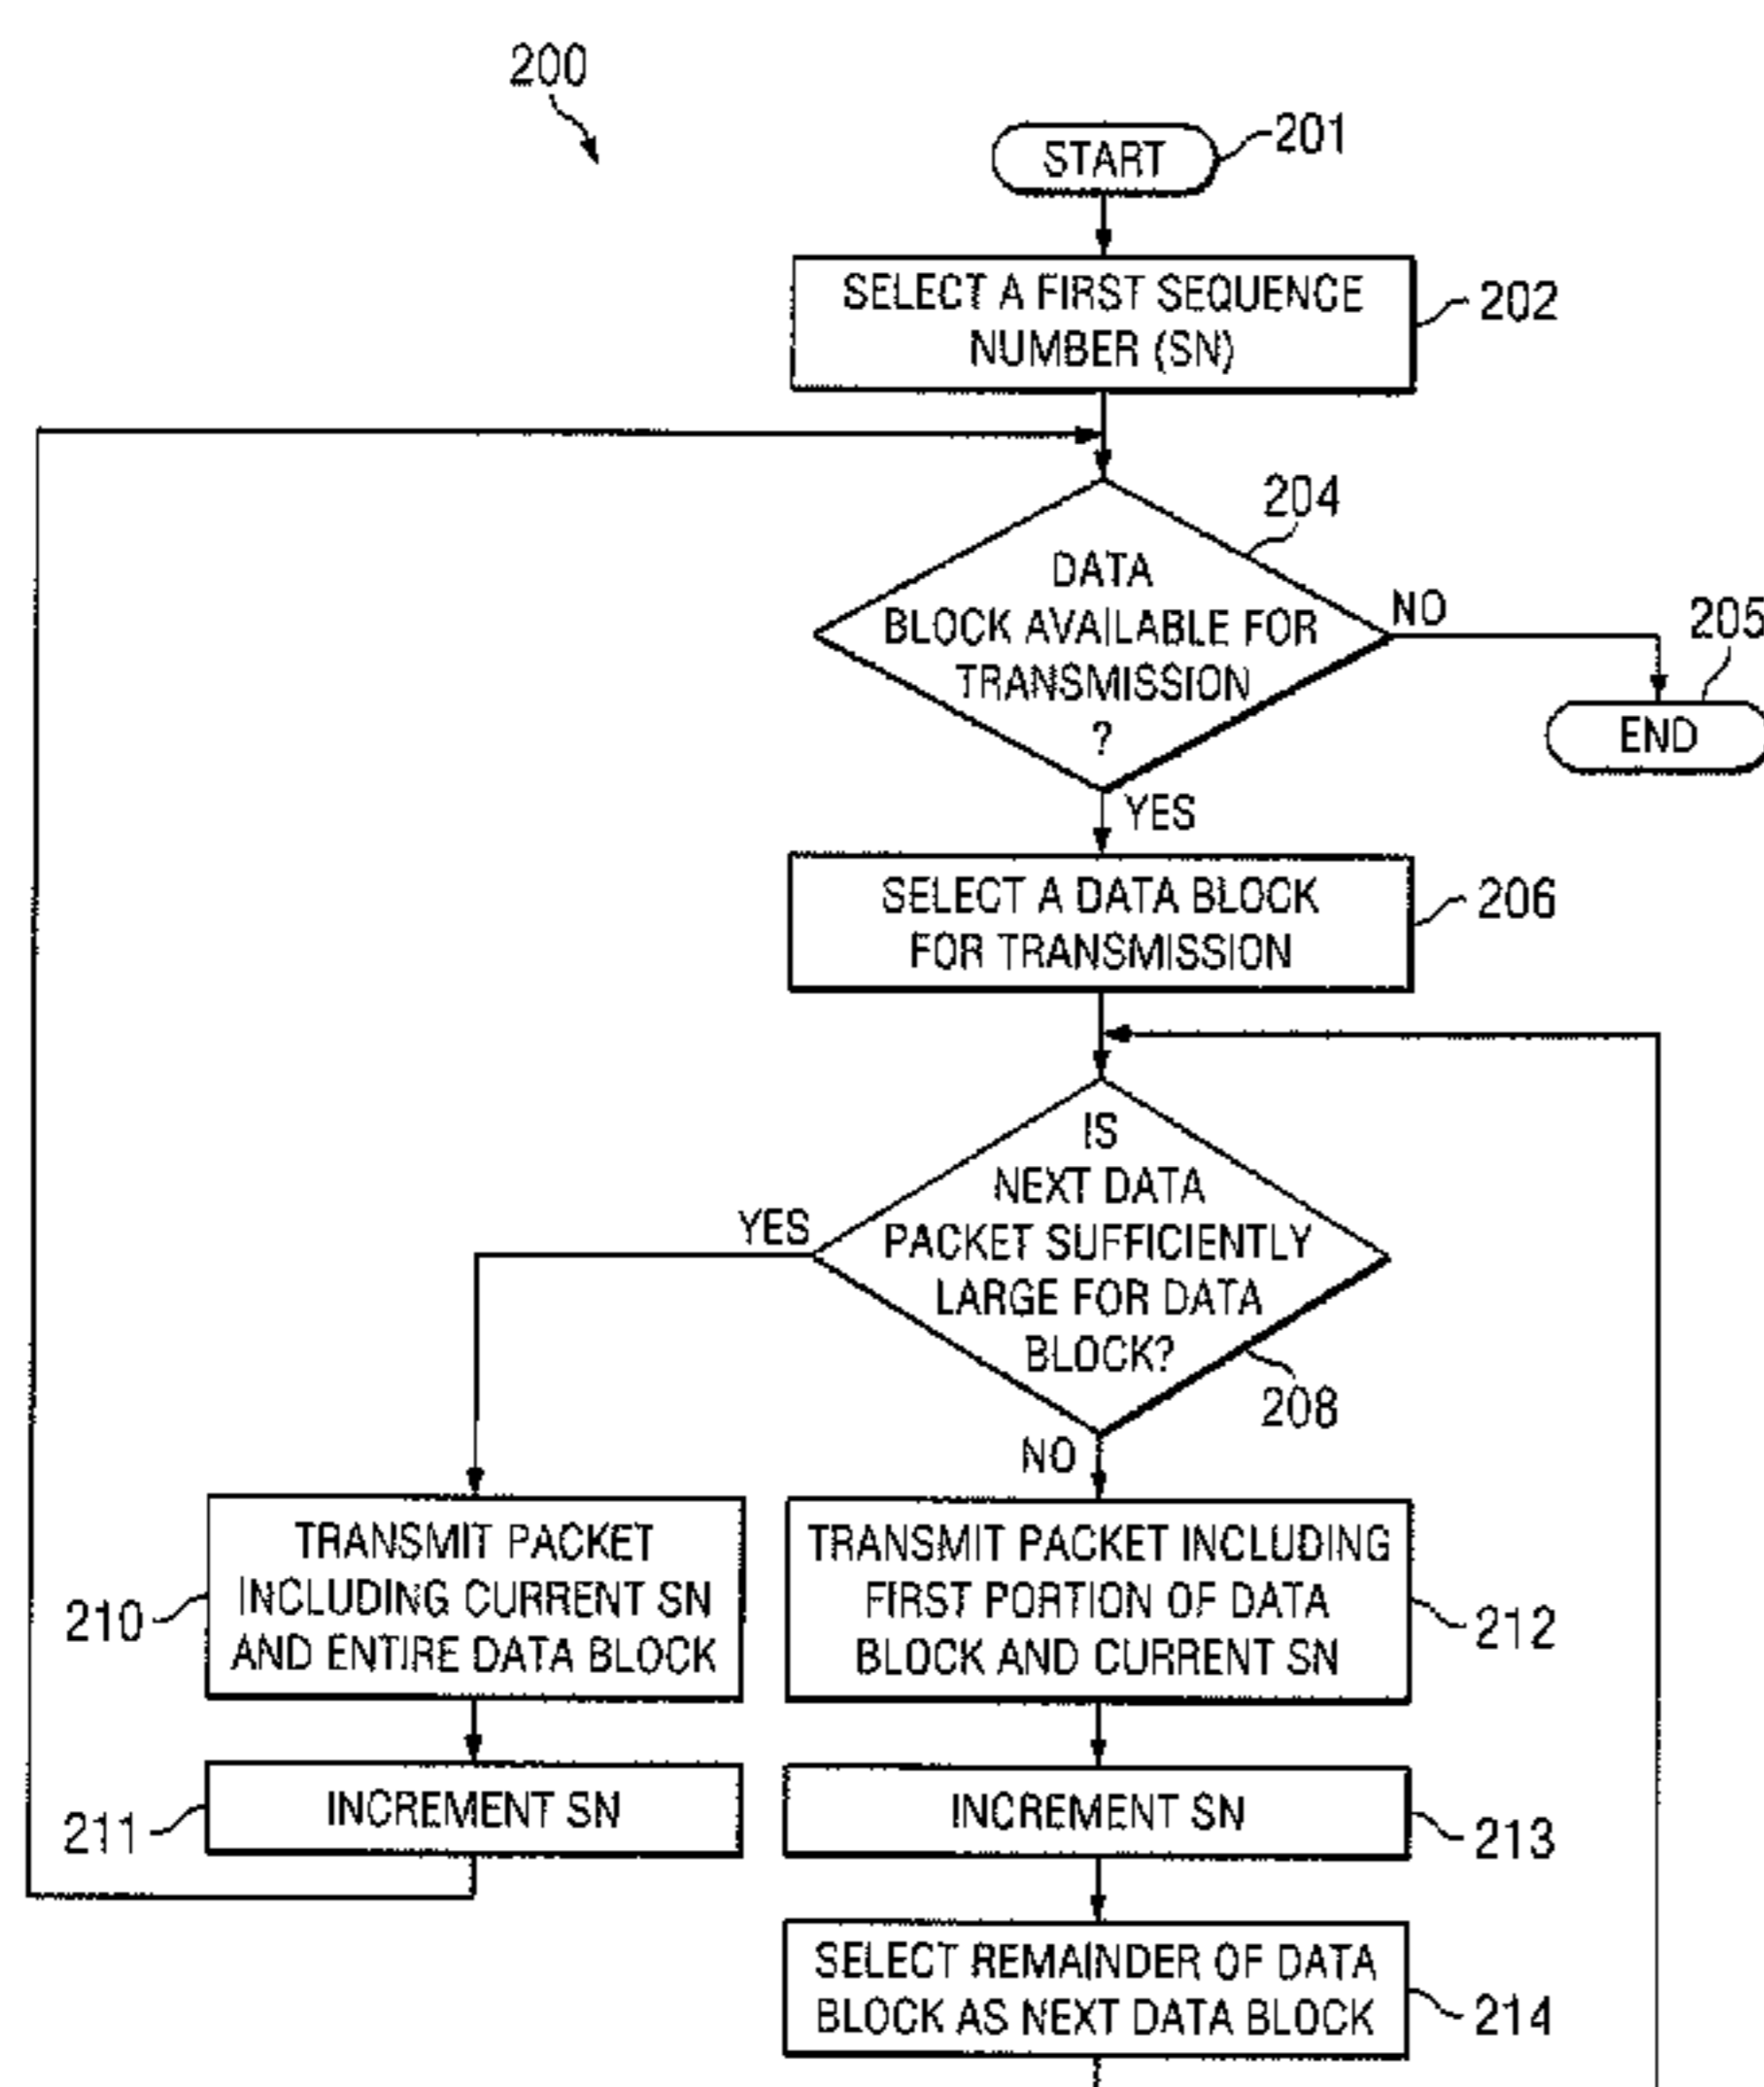 200
START
201
SELECT A FIRST SEQUENCE
NUMBER (SN)
202
204
DATA
BLOCK AVAILABLE FOR
TRANSMISSION
?
NO
205
END
YES
SELECT A DATA BLOCK
FOR TRANSMISSION
206
IS
NEXT DATA
PACKET SUFFICIENTLY
LARGE FOR DATA
BLOCK?
YES
208
NO
TRANSMIT PACKET
INCLUDING CURRENT SN
AND ENTIRE DATA BLOCK
210
TRANSMIT PACKET INCLUDING
FIRST PORTION OF DATA
BLOCK AND CURRENT SN
212
INCREMENT SN
211
INCREMENT SN
213
SELECT REMAINDER OF DATA
BLOCK AS NEXT DATA BLOCK
214